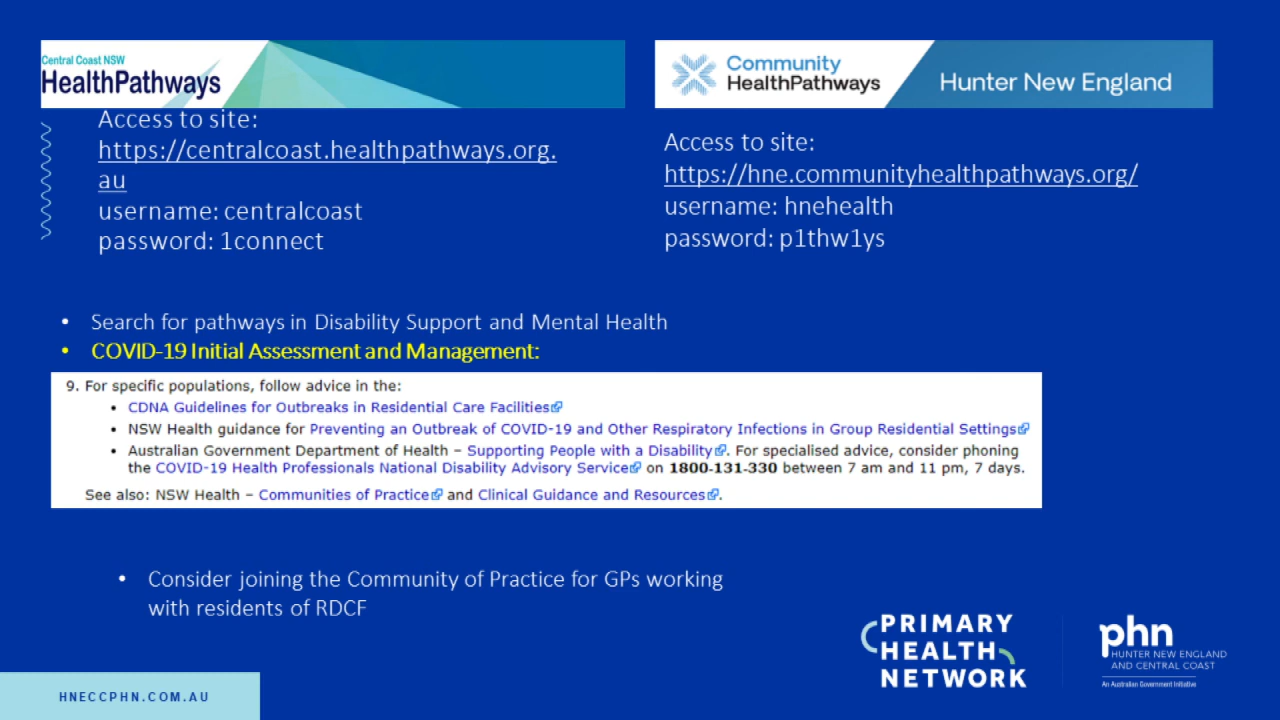 Central Coast NSW
HealthPathways
Community
HealthPathways
Hunter New England
Access to site:
https://centralcoast.healthpathways.org.
au
username: centralcoast
password: 1connect
Access to site:
https://hne.communityhealthpathways.org/
username: hnehealth
password: p1thw1ys
• Search for pathways in Disability Support and Mental Health
• COVID-19 Initial Assessment and Management:
9. For specific populations, follow advice in the:
• CDNA Guidelines for Outbreaks in Residential Care Facilities
• NSW Health guidance for Preventing an Outbreak of COVID-19 and Other Respiratory Infections in Group Residential Settings
• Australian Government Department of Health – Supporting People with a Disability. For specialised advice, consider phoning
the COVID-19 Health Professionals National Disability Advisory Service on 1800-131-330 between 7 am and 11 pm, 7 days.
See also: NSW Health – Communities of Practice and Clinical Guidance and Resources.
• Consider joining the Community of Practice for GPs working
with residents of RDCF
PRIMARY
HEALTH
NETWORK
phn
HUNTER NEW ENGLAND
AND CENTRAL COAST
An Australian Government Initiative
HNECCPHN.COM.AU